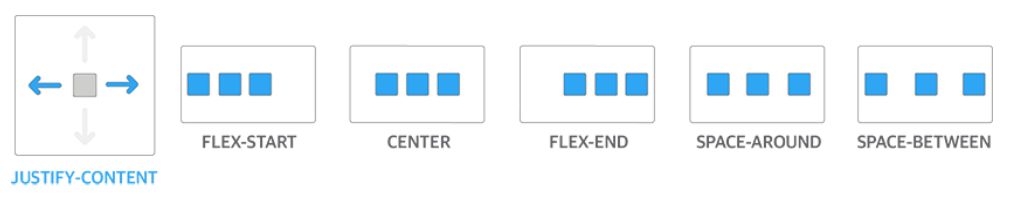 FLEX-START
CENTER
FLEX-END
SPACE-AROUND
SPACE-BETWEEN
JUSTIFY-CONTENT